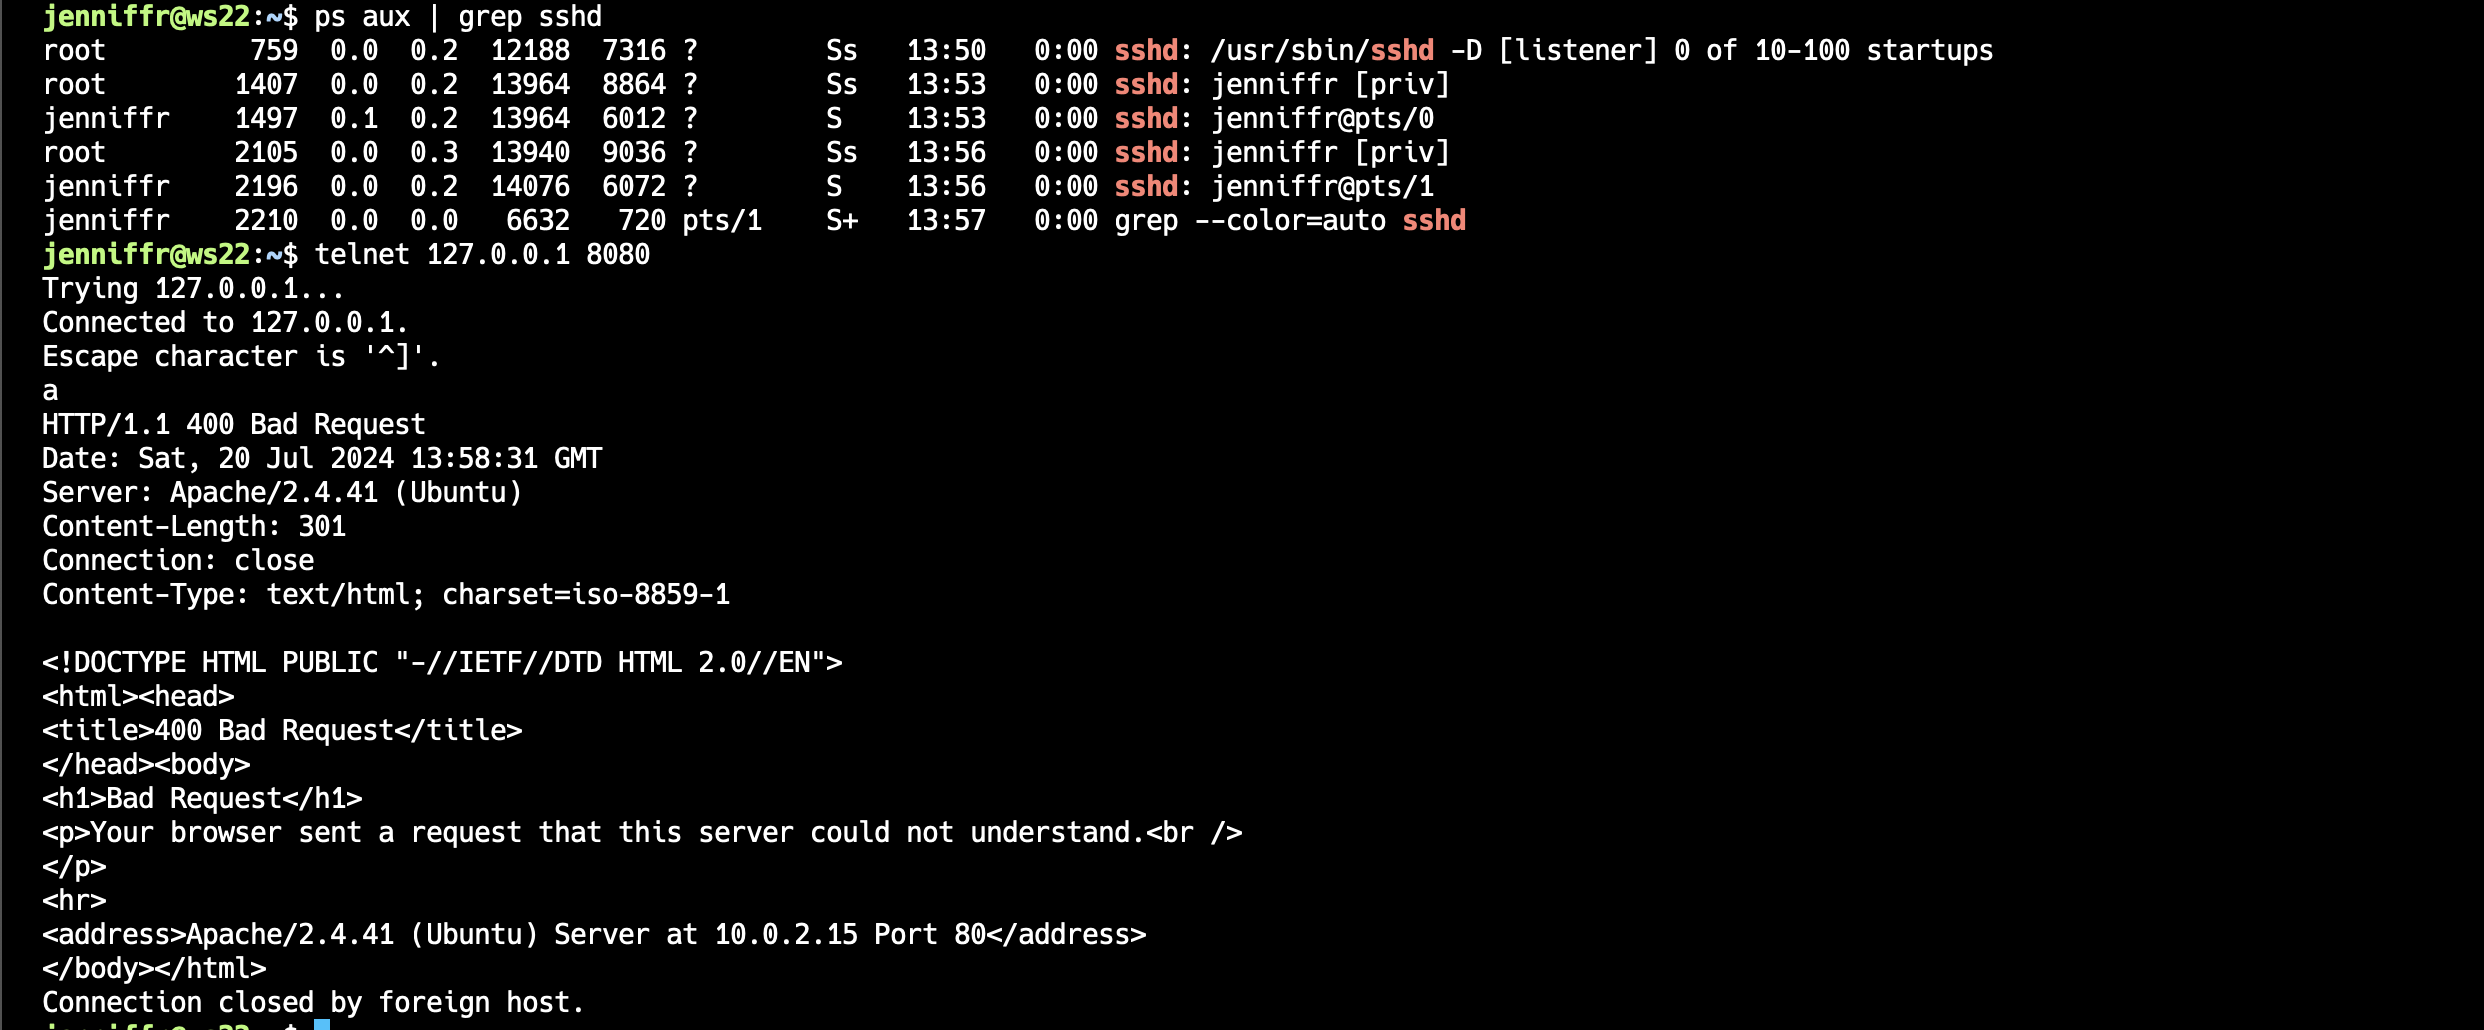 jenniffr@ws22:~$ ps aux | grep sshd
root         759  0.0  0.2  12188  7316 ?        Ss   13:50   0:00 sshd: /usr/sbin/sshd -D [listener] 0 of 10-100 startups
root        1407  0.0  0.2  13964  8864 ?        Ss   13:53   0:00 sshd: jenniffr [priv]
jenniffr    1497  0.1  0.2  13964  6012 ?        S    13:53   0:00 sshd: jenniffr@pts/0
root        2105  0.0  0.3  13940  9036 ?        Ss   13:56   0:00 sshd: jenniffr [priv]
jenniffr    2196  0.0  0.2  14076  6072 ?        S    13:56   0:00 sshd: jenniffr@pts/1
jenniffr    2210  0.0  0.0   6632   720 pts/1    S+   13:57   0:00 grep --color=auto sshd
jenniffr@ws22:~$ telnet 127.0.0.1 8080
Trying 127.0.0.1...
Connected to 127.0.0.1.
Escape character is '^]'.
a
HTTP/1.1 400 Bad Request
Date: Sat, 20 Jul 2024 13:58:31 GMT
Server: Apache/2.4.41 (Ubuntu)
Content-Length: 301
Connection: close
Content-Type: text/html; charset=iso-8859-1

<!DOCTYPE HTML PUBLIC "-//IETF//DTD HTML 2.0//EN">
<html><head>
<title>400 Bad Request</title>
</head><body>
<h1>Bad Request</h1>
<p>Your browser sent a request that this server could not understand.<br />
</p>
<hr>
<address>Apache/2.4.41 (Ubuntu) Server at 10.0.2.15 Port 80</address>
</body></html>
Connection closed by foreign host.
jenniffr@ws22:~$